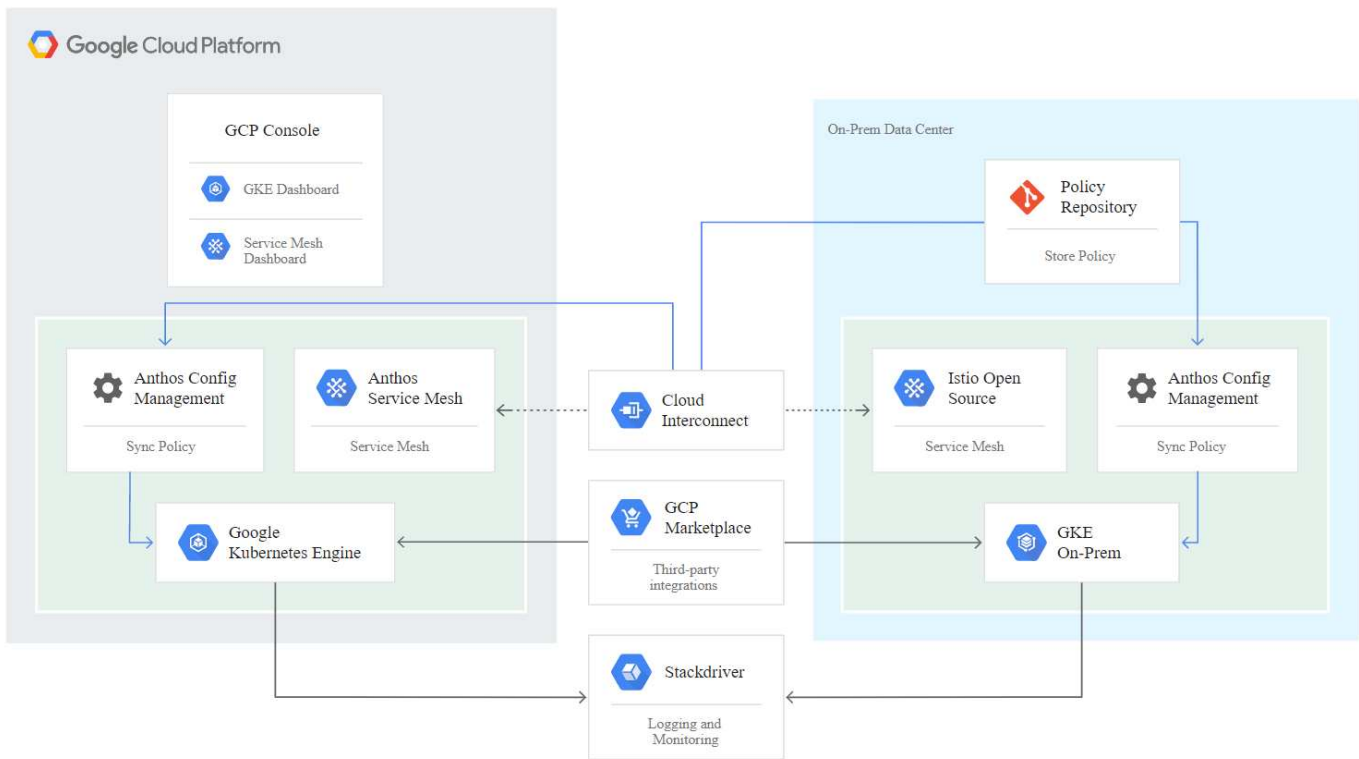 Google Cloud Platform
GCP Console
GKE Dashboard
Service Mesh
Dashboard
On-Prem Data Center
Policy
Repository
Store Policy
Anthos Config
Management
Sync Policy
Anthos
Service Mesh
Service Mesh
Cloud
Interconnect
Istio Open
Source
Service Mesh
Anthos Config
Management
Sync Policy
Google
Kubernetes Engine
GCP
Marketplace
Third-party
integrations
GKE
On-Prem
Stackdriver
Logging and
Monitoring